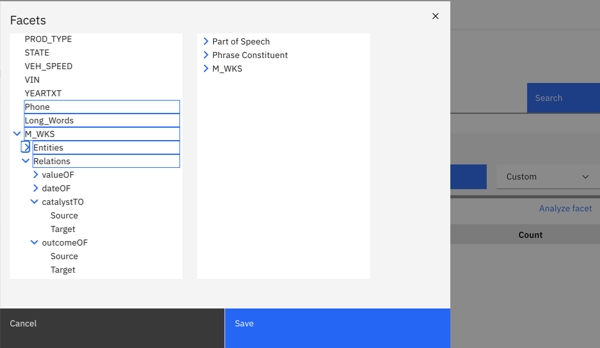 Facets
PROD_TYPE
STATE
VEH_SPEED
VIN
YEARTXT
Phone
Long_Words
M_WKS
Entities
Relations
valueOF
dateOF
catalystTO
Source
Target
outcomeOF
Source
Target
Part of Speech
Phrase Constituent
M_WKS
Cancel
Save
Search
Custom
Analyze facet
Count